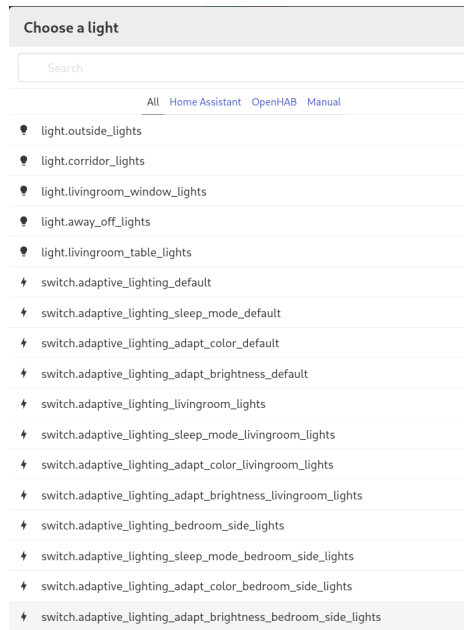 Choose a light
Search
All Home Assistant OpenHAB Manual
light.outside_lights
light.corridor_lights
light.livingroom_window_lights
light.away_off_lights
light.livingroom_table_lights
switch.adaptive_lighting_default
switch.adaptive_lighting_sleep_mode_default
switch.adaptive_lighting_adapt_color_default
switch.adaptive_lighting_adapt_brightness_default
switch.adaptive_lighting_livingroom_lights
switch.adaptive_lighting_sleep_mode_livingroom_lights
switch.adaptive_lighting_adapt_color_livingroom_lights
switch.adaptive_lighting_adapt_brightness_livingroom_lights
switch.adaptive_lighting_bedroom_side_lights
switch.adaptive_lighting_sleep_mode_bedroom_side_lights
switch.adaptive_lighting_adapt_color_bedroom_side_lights
switch.adaptive_lighting_adapt_brightness_bedroom_side_lights